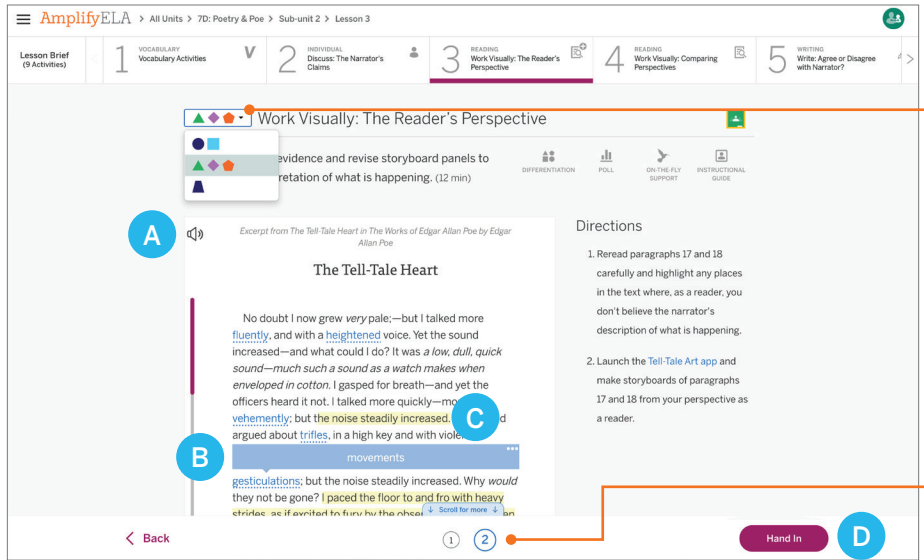 AmplifyELA > All Units > 7D: Poetry & Poe > Sub-unit 2 > Lesson 3
Lesson Brief
(9 Activities)
1
VOCABULARY
Vocabulary Activities
V
2
INDIVIDUAL
Discuss: The Narrator's
Claims
3
READING
Work Visually: The Reader's
Perspective
4
READING
Work Visually: Comparing
Perspectives
5
WRITING
Write: Agree or Disagree
with Narrator?
Work Visually: The Reader's Perspective
evidence and revise storyboard panels to
retation of what is happening. (12 min)
DIFFERENTIATION
POLL
ON-THE-FLY
SUPPORT
INSTRUCTIONAL
GUIDE
A
Excerpt from The Tell-Tale Heart in The Works of Edgar Allan Poe by Edgar
Allan Poe
The Tell-Tale Heart
No doubt I now grew very pale;—but I talked more
fluently, and with a heightened voice. Yet the sound
increased—and what could I do? It was a low, dull, quick
sound—much such a sound as a watch makes when
enveloped in cotton. I gasped for breath—and yet the
officers heard it not. I talked more quickly—mo
vehemently; but the noise steadily increased.
C
argued about trifles, in a high key and with viole
B
movements
gesticulations; but the noise steadily increased. Why would
they not be gone? I paced the floor to and fro with heavy
strides, as if excited to fury by the obse
↓ Scroll for more ↓
Directions
1. Reread paragraphs 17 and 18
carefully and highlight any places
in the text where, as a reader, you
don't believe the narrator's
description of what is happening.
2. Launch the Tell-Tale Art app and
make storyboards of paragraphs
17 and 18 from your perspective as
a reader.
< Back
1
2
Hand In
D